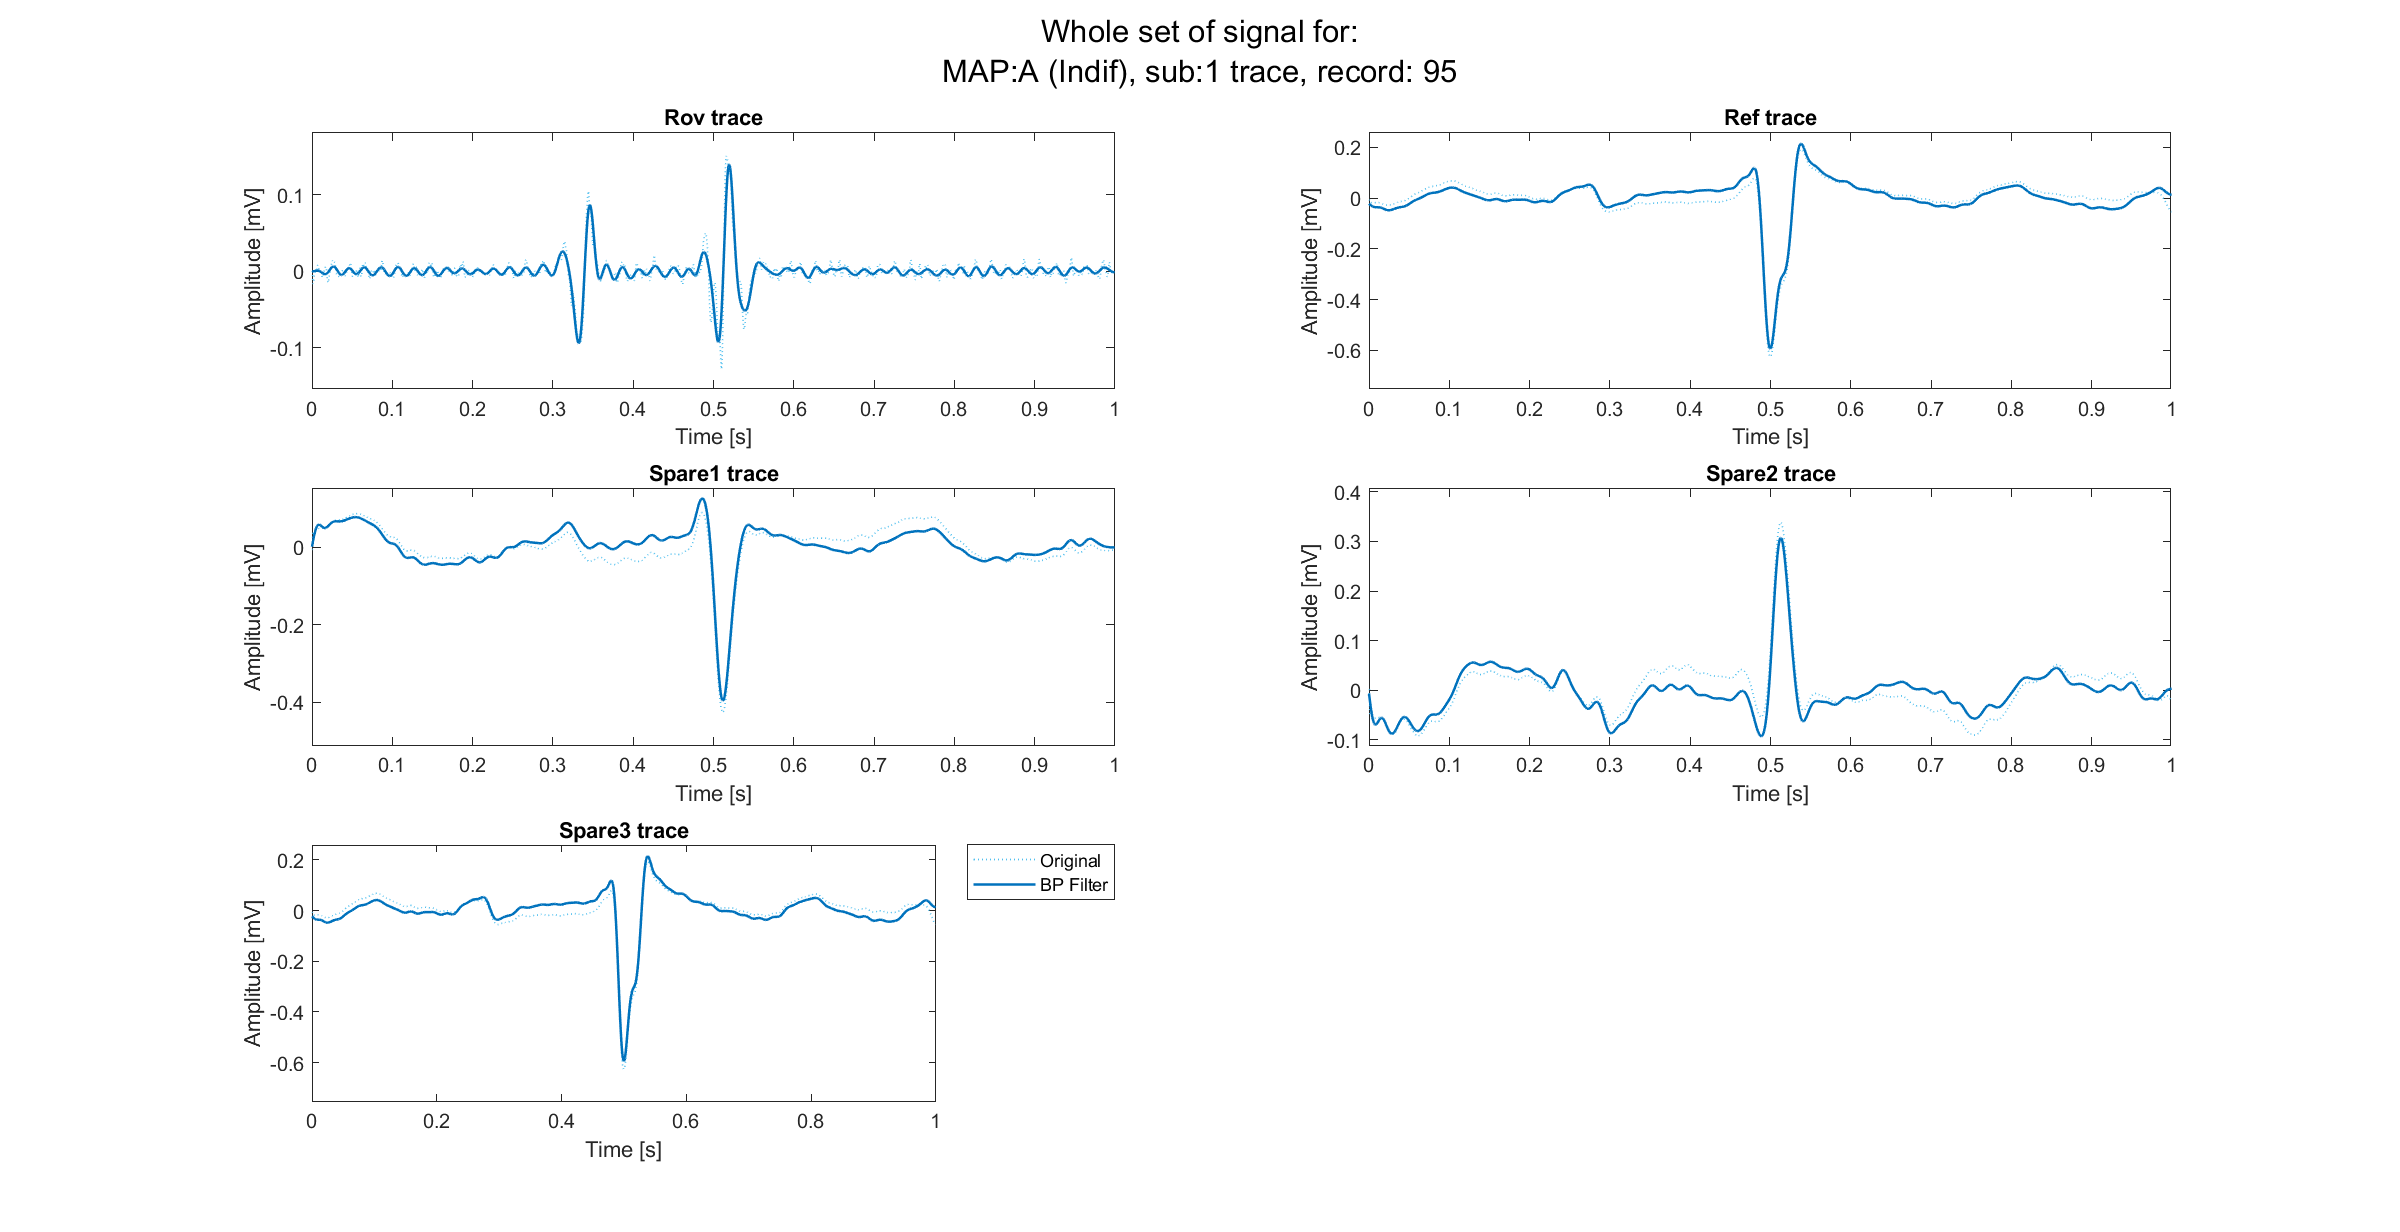 Whole set of signal for:
MAP:A (Indif), sub:1 trace, record: 95
Rov trace
Amplitude [mV]
0.1
0
-0.1
0 0.1 0.2 0.3 0.4 0.5 0.6 0.7 0.8 0.9 1
Time [s]
Ref trace
Amplitude [mV]
0.2
0
-0.2
-0.4
-0.6
0 0.1 0.2 0.3 0.4 0.5 0.6 0.7 0.8 0.9 1
Time [s]
Spare1 trace
Amplitude [mV]
0
-0.2
-0.4
0 0.1 0.2 0.3 0.4 0.5 0.6 0.7 0.8 0.9 1
Time [s]
Spare2 trace
Amplitude [mV]
0.4
0.3
0.2
0.1
0
-0.1
0 0.1 0.2 0.3 0.4 0.5 0.6 0.7 0.8 0.9 1
Time [s]
Spare3 trace
Amplitude [mV]
0.2
0
-0.2
-0.4
-0.6
0 0.2 0.4 0.6 0.8 1
Time [s]
Original
BP Filter